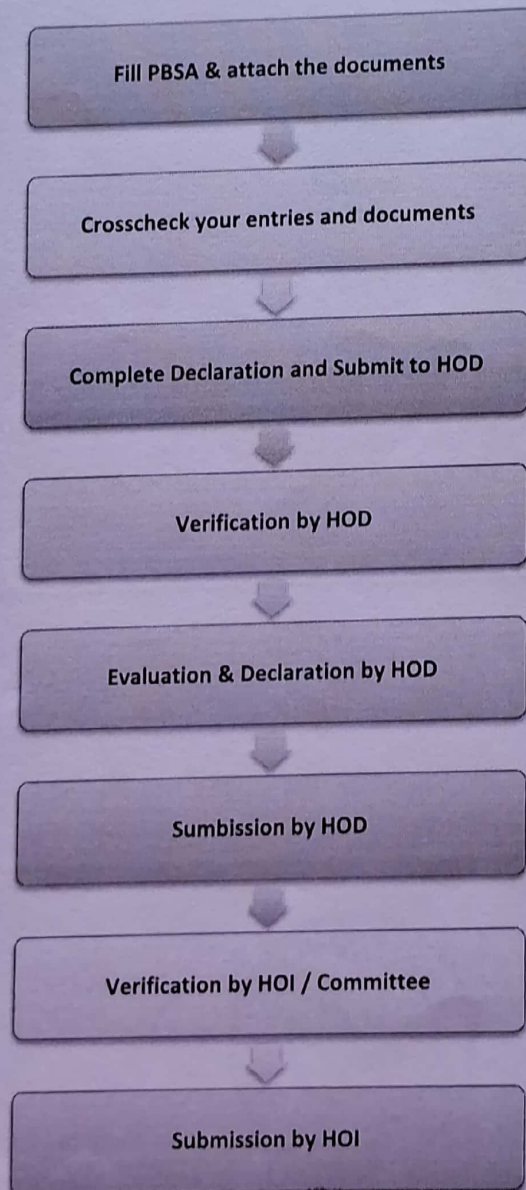 Fill PBSA & attach the documents
Crosscheck your entries and documents
Complete Declaration and Submit to HOD
Verification by HOD
Evaluation & Declaration by HOD
Sumbission by HOD
Verification by HOI / Committee
Submission by HOI